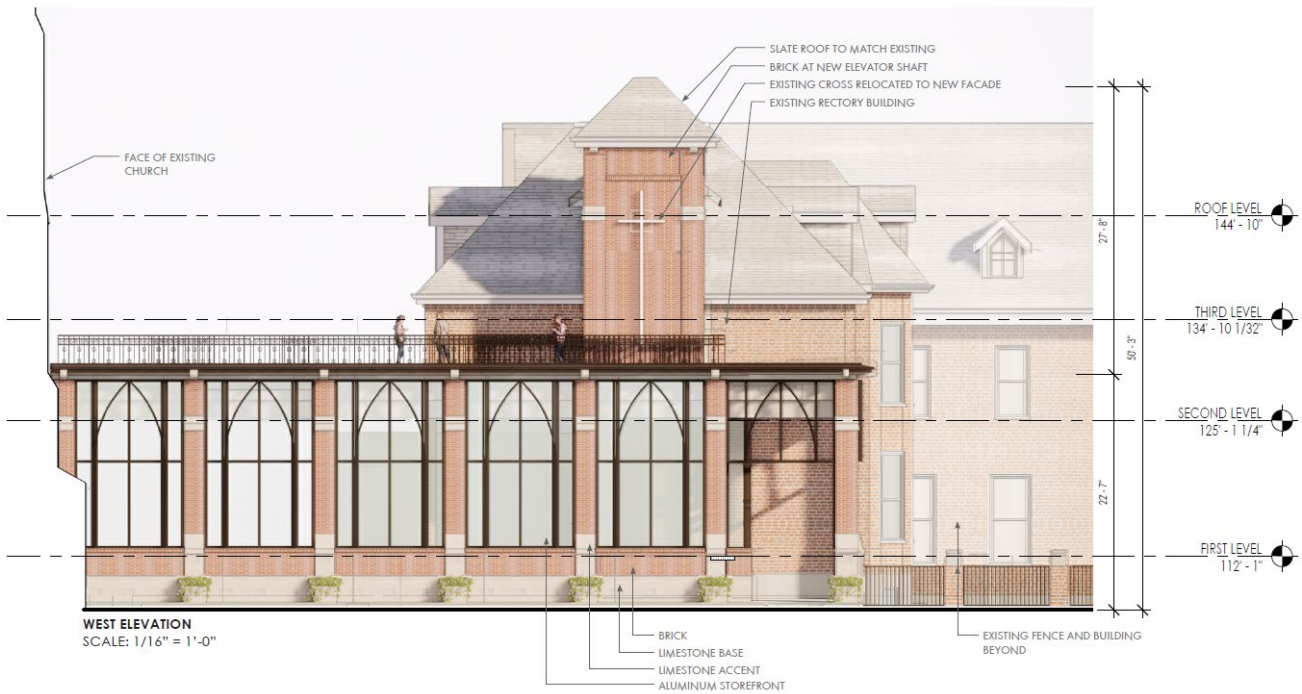 SLATE ROOF TO MATCH EXISTING
BRICK AT NEW ELEVATOR SHAFT
EXISTING CROSS RELOCATED TO NEW FACADE
EXISTING RECTORY BUILDING
FACE OF EXISTING
CHURCH
ROOF LEVEL
144' - 10"
27' - 8"
THIRD LEVEL
134' - 10 1/32"
50' - 3"
SECOND LEVEL
125' - 1 1/4"
22' - 7"
FIRST LEVEL
112' - 1"
WEST ELEVATION
SCALE: 1/16" = 1'-0"
BRICK
LIMESTONE BASE
LIMESTONE ACCENT
ALUMINUM STOREFRONT
EXISTING FENCE AND BUILDING
BEYOND